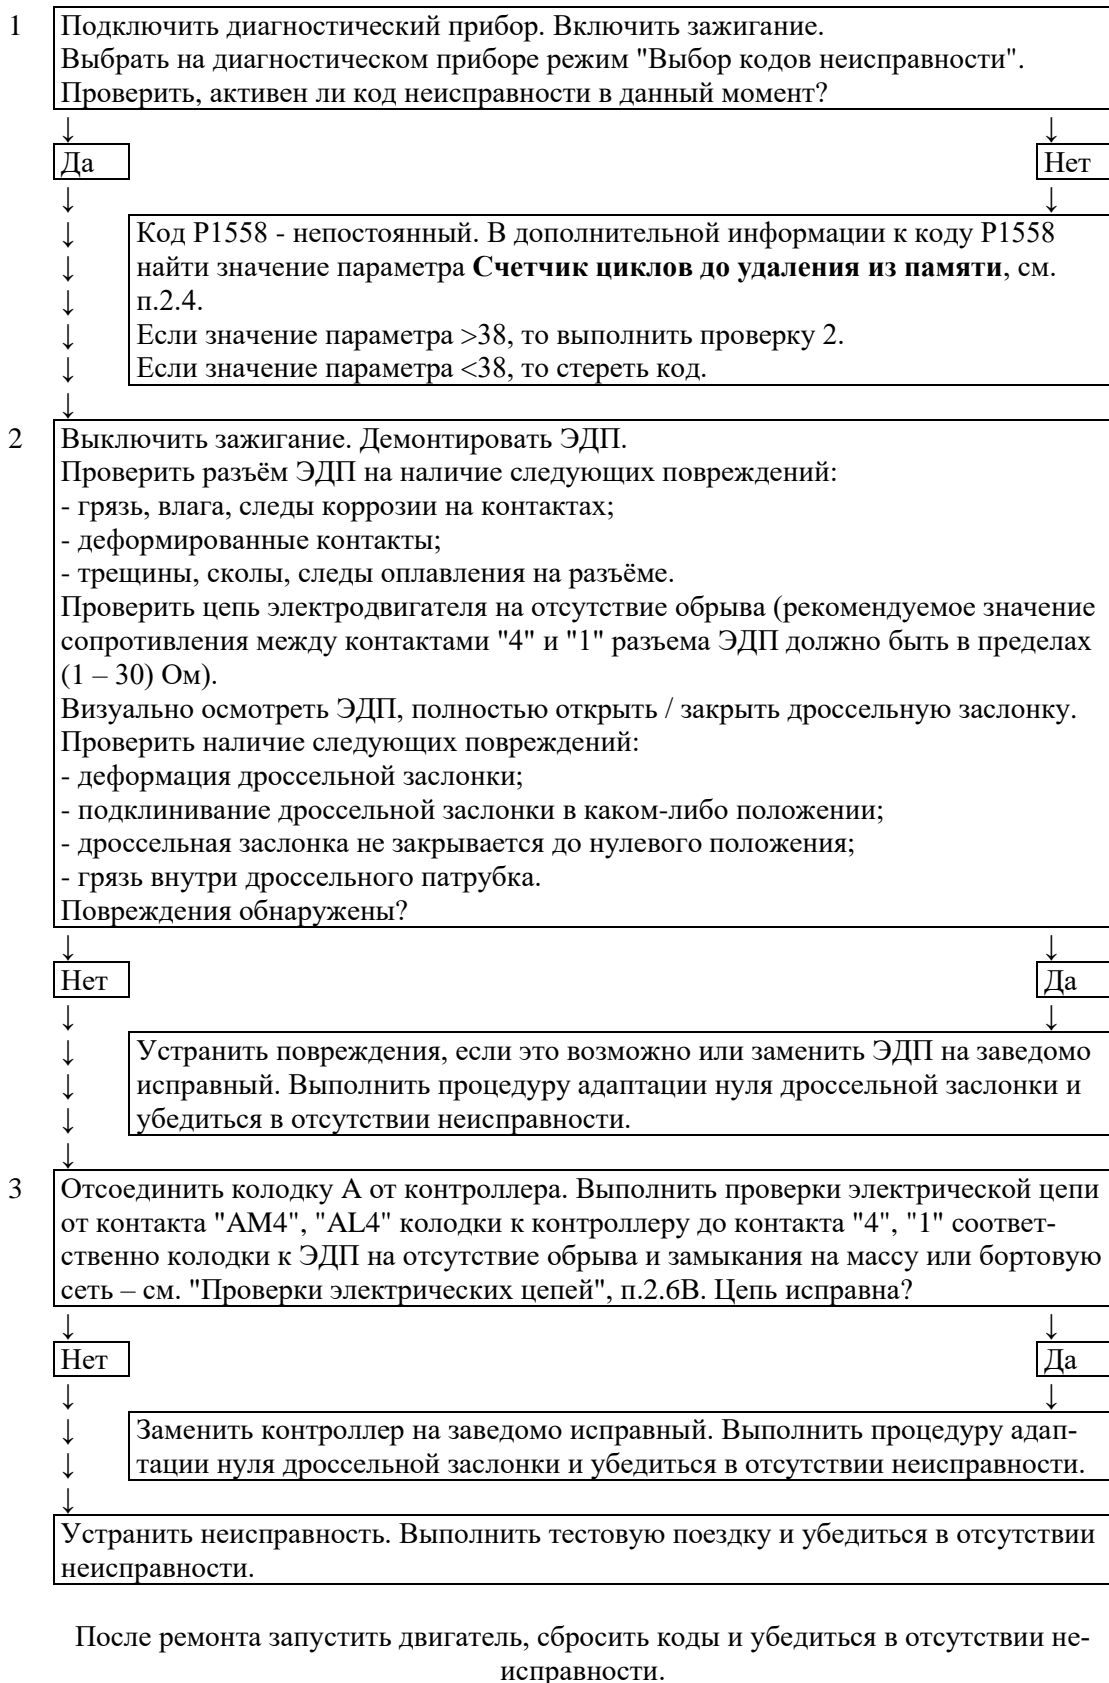 1 Подключить диагностический прибор. Включить зажигание.
Выбрать на диагностическом приборе режим "Выбор кодов неисправности".
Проверить, активен ли код неисправности в данный момент?
↓ ↓
Да Нет
↓ ↓
↓ Код Р1558 - непостоянный. В дополнительной информации к коду Р1558
↓ найти значение параметра Счетчик циклов до удаления из памяти, см.
↓ п.2.4.
↓ Если значение параметра >38, то выполнить проверку 2.
↓ Если значение параметра <38, то стереть код.
↓
2 Выключить зажигание. Демонтировать ЭДП.
Проверить разъём ЭДП на наличие следующих повреждений:
- грязь, влага, следы коррозии на контактах;
- деформированные контакты;
- трещины, сколы, следы оплавления на разъёме.
Проверить цепь электродвигателя на отсутствие обрыва (рекомендуемое значение
сопротивления между контактами "4" и "1" разъема ЭДП должно быть в пределах
(1 – 30) Ом).
Визуально осмотреть ЭДП, полностью открыть / закрыть дроссельную заслонку.
Проверить наличие следующих повреждений:
- деформация дроссельной заслонки;
- подклинивание дроссельной заслонки в каком-либо положении;
- дроссельная заслонка не закрывается до нулевого положения;
- грязь внутри дроссельного патрубка.
Повреждения обнаружены?
↓ ↓
Нет Да
↓ ↓
↓ Устранить повреждения, если это возможно или заменить ЭДП на заведомо
↓ исправный. Выполнить процедуру адаптации нуля дроссельной заслонки и
↓ убедиться в отсутствии неисправности.
↓
3 Отсоединить колодку А от контроллера. Выполнить проверки электрической цепи
от контакта "АМ4", "AL4" колодки к контроллеру до контакта "4", "1" соответ-
ственно колодки к ЭДП на отсутствие обрыва и замыкания на массу или бортовую
сеть – см. "Проверки электрических цепей", п.2.6В. Цепь исправна?
↓ ↓
Нет Да
↓ ↓
↓ Заменить контроллер на заведомо исправный. Выполнить процедуру адап-
↓ тации нуля дроссельной заслонки и убедиться в отсутствии неисправности.
↓
Устранить неисправность. Выполнить тестовую поездку и убедиться в отсутствии
неисправности.
После ремонта запустить двигатель, сбросить коды и убедиться в отсутствии не-
исправности.